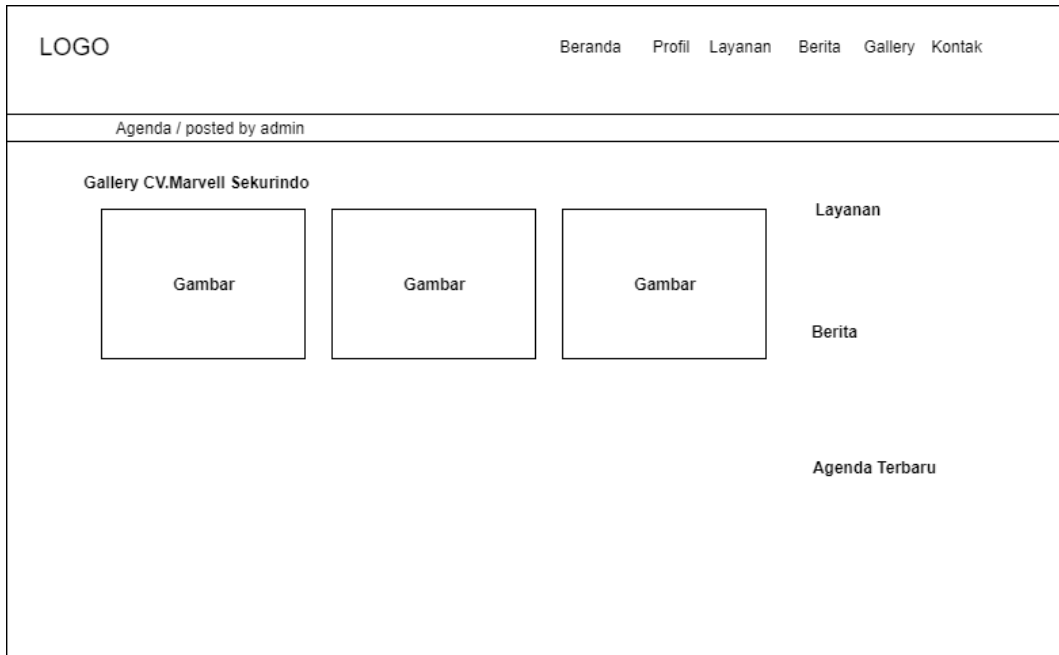 LOGO
Beranda Profil Layanan Berita Gallery Kontak
Agenda / posted by admin
Gallery CV.Marvell Sekurindo
Gambar Gambar Gambar
Layanan
Berita
Agenda Terbaru